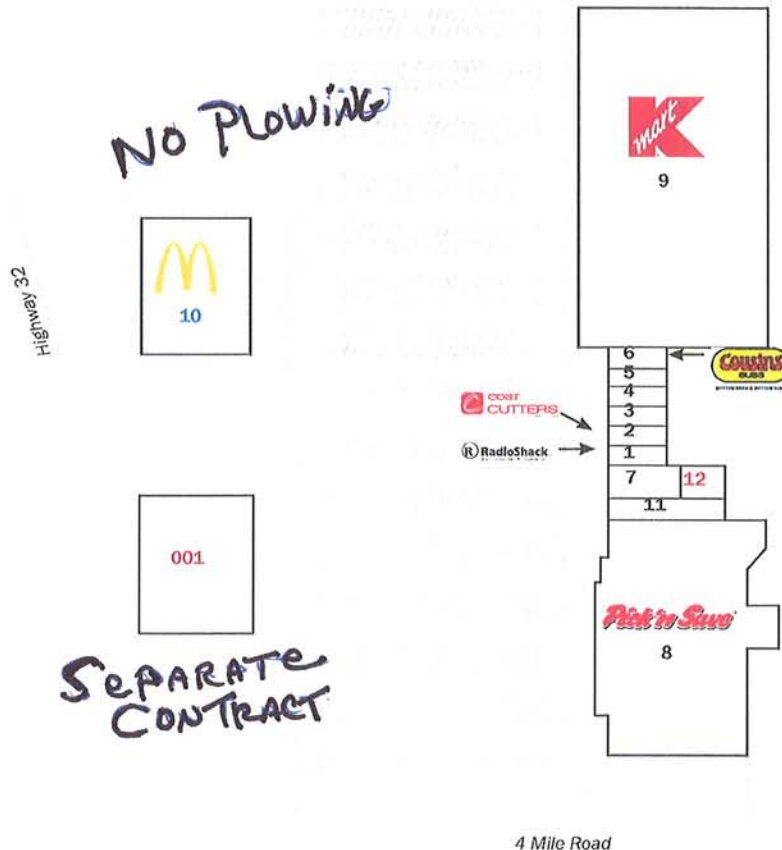 NO PLOWING
Kmart
9
Highway 32
10
6
Cousins
SUBS
5
4
COST
CUTTERS
3
2
RadioShack
1
7
12
11
001
Pick'n Save
8
SEPARATE
CONTRACT
4 Mile Road